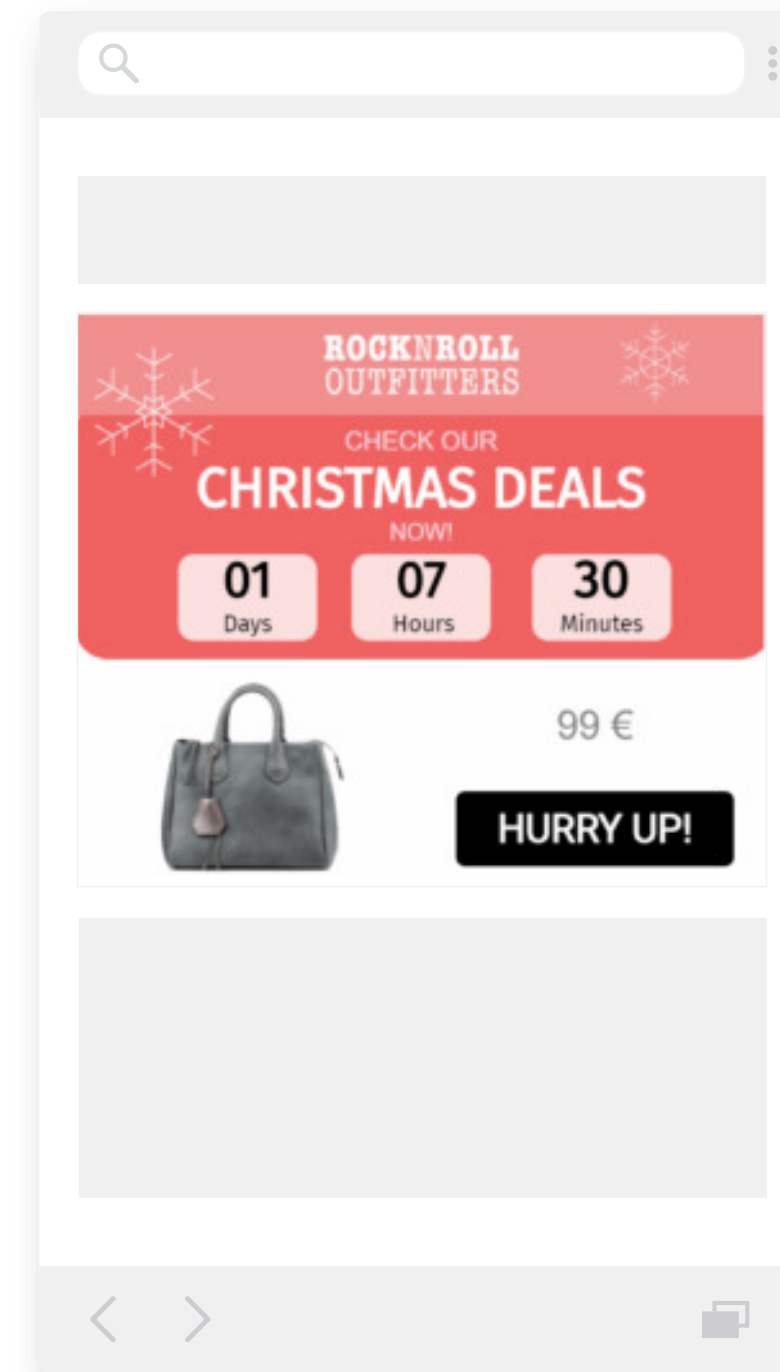 ROCKNROLL
OUTFITTERS
CHECK OUR
CHRISTMAS DEALS
NOW!
01 07 30
Days Hours Minutes
99 €
HURRY UP!